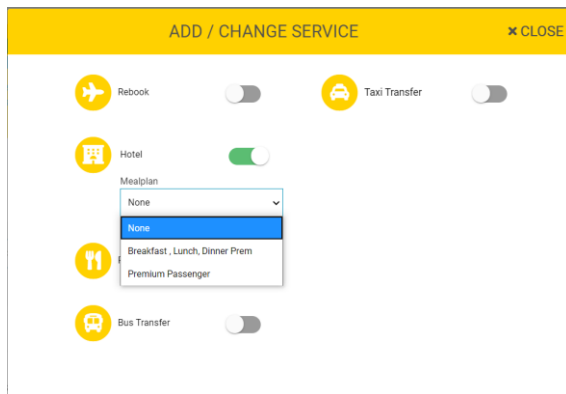 ADD / CHANGE SERVICE
× CLOSE
Rebook
Taxi Transfer
Hotel
Mealplan
None
None
Breakfast , Lunch, Dinner Prem
Premium Passenger
Bus Transfer